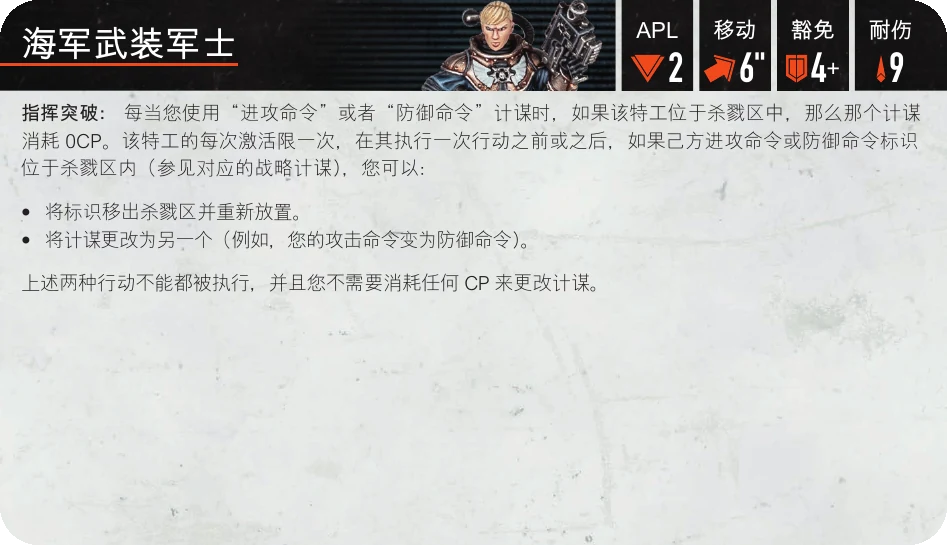 海军武装军士
APL 移动 豁免 耐伤
2 6" 4+ 9
指挥突破： 每当您使用“进攻命令”或者“防御命令”计谋时，如果该特工位于杀戮区中，那么那个计谋
消耗 0CP。该特工的每次激活限一次，在其执行一次行动之前或之后，如果己方进攻命令或防御命令标识
位于杀戮区内（参见对应的战略计谋），您可以：
• 将标识移出杀戮区并重新放置。
• 将计谋更改为另一个（例如，您的攻击命令变为防御命令）。
上述两种行动不能都被执行，并且您不需要消耗任何 CP 来更改计谋。